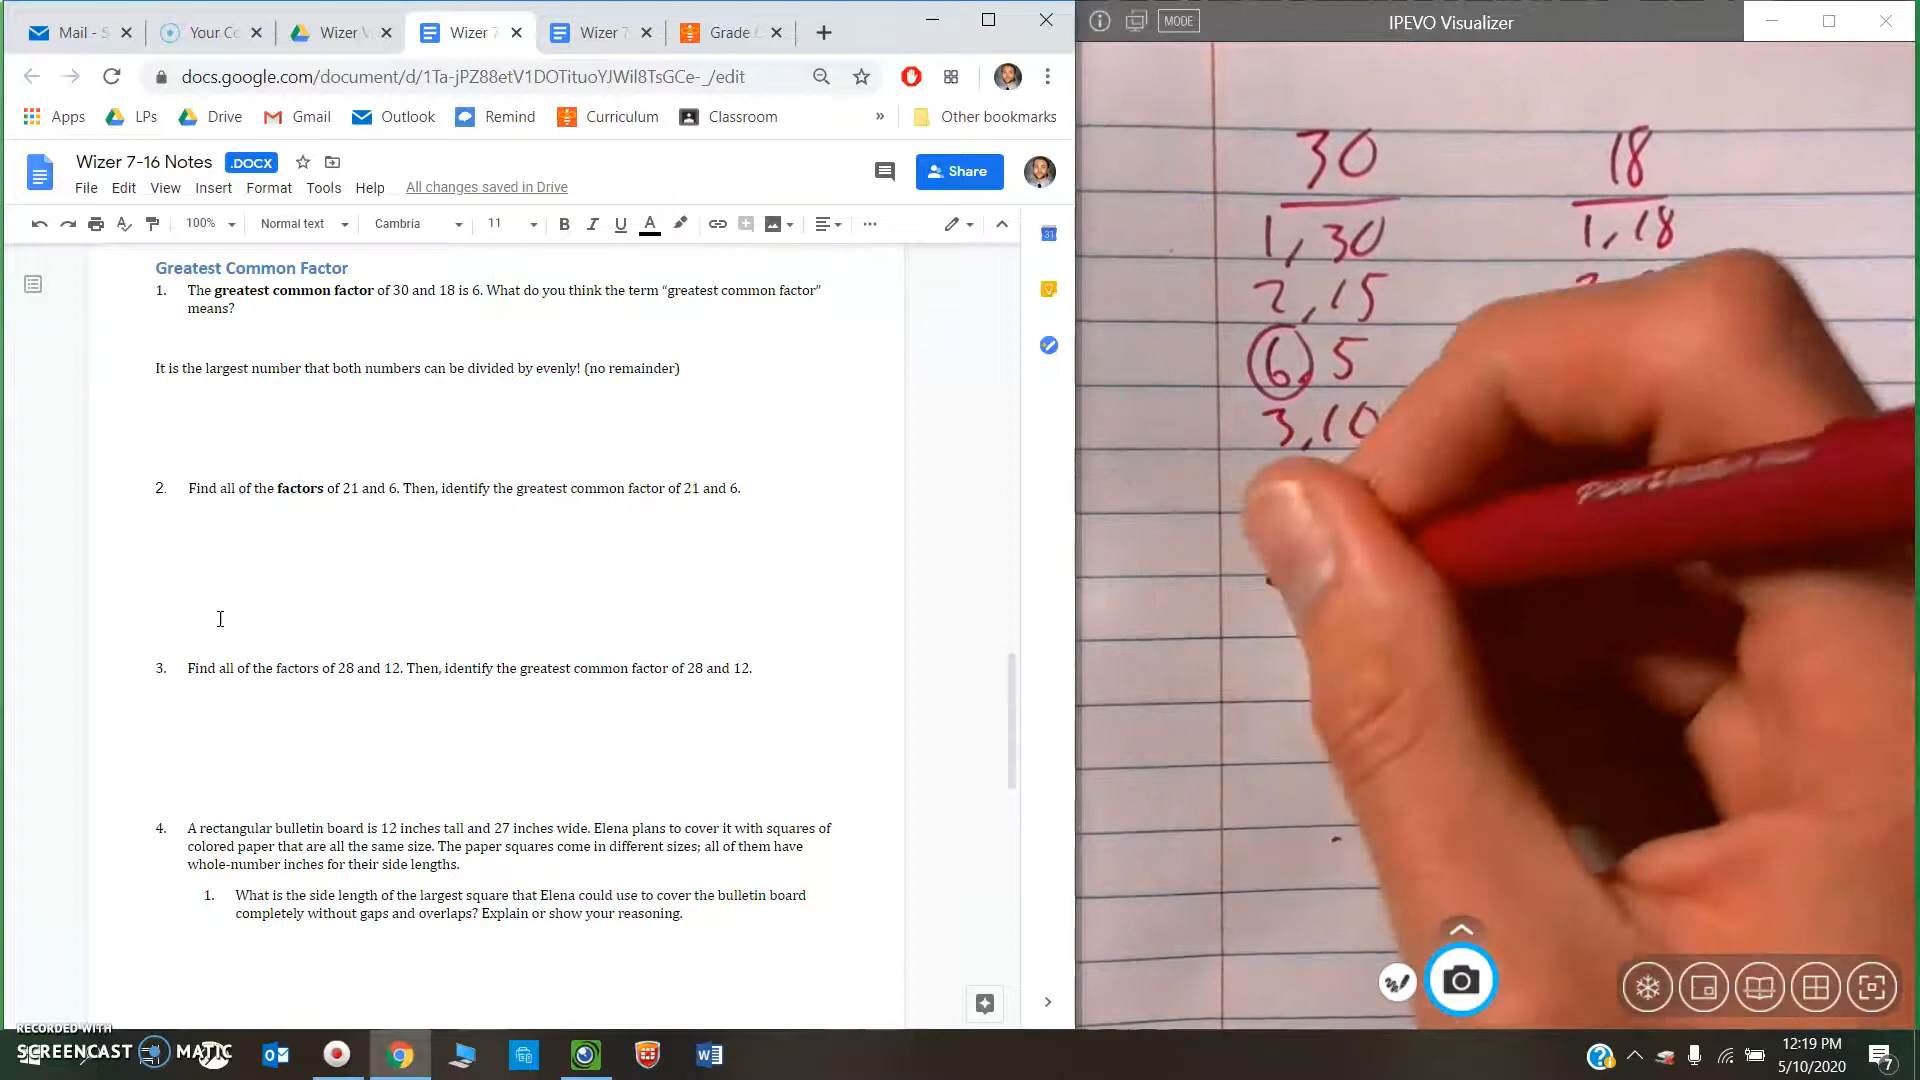 Mail - S
Your Co
Wizer V
Wizer 7
Wizer 7
Grade
docs.google.com/document/d/1Ta-jPZ88etV1DOTituoYJWil8TsGCe-_/edit
Apps LPs Drive Gmail Outlook Remind Curriculum Classroom » Other bookmarks
Wizer 7-16 Notes .DOCX
Share
File Edit View Insert Format Tools Help All changes saved in Drive
100% Normal text Cambria 11 B I U A
31
Greatest Common Factor
1. The greatest common factor of 30 and 18 is 6. What do you think the term “greatest common factor”
means?
It is the largest number that both numbers can be divided by evenly! (no remainder)
2. Find all of the factors of 21 and 6. Then, identify the greatest common factor of 21 and 6.
3. Find all of the factors of 28 and 12. Then, identify the greatest common factor of 28 and 12.
4. A rectangular bulletin board is 12 inches tall and 27 inches wide. Elena plans to cover it with squares of
colored paper that are all the same size. The paper squares come in different sizes; all of them have
whole-number inches for their side lengths.
1. What is the side length of the largest square that Elena could use to cover the bulletin board
completely without gaps and overlaps? Explain or show your reasoning.
MODE
IPEVO Visualizer
30
1, 30
2, 15
6, 5
3, 10
18
1, 18
RECORDED WITH
SCREENCAST MATIC
12:19 PM
5/10/2020
7